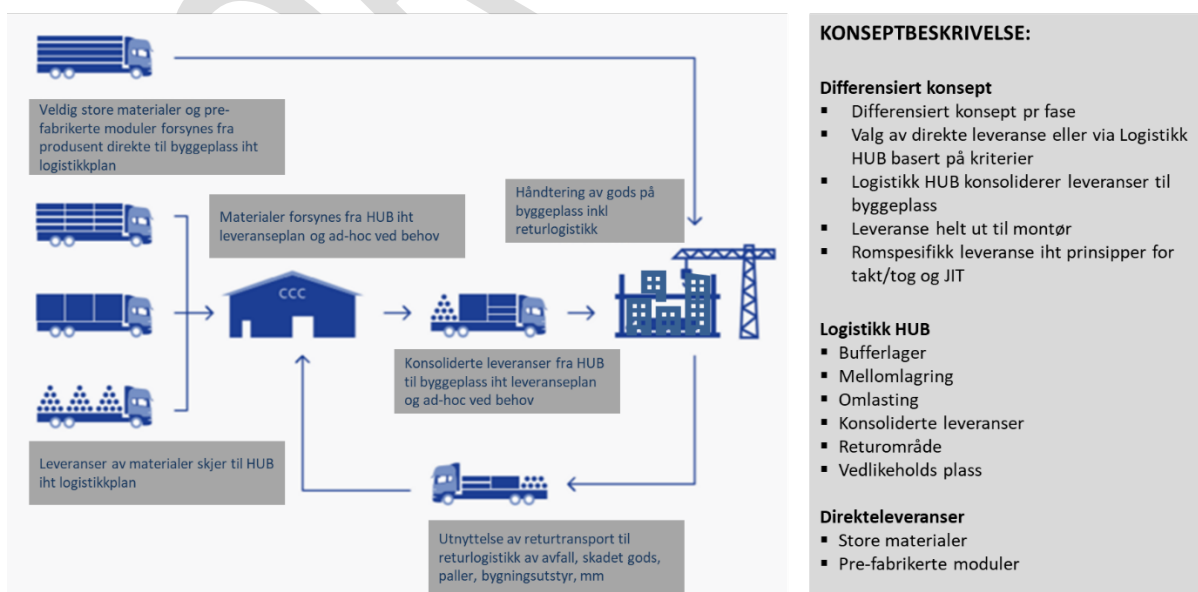 Veldig store materialer og pre-
fabrikerte moduler forsynes fra
produsent direkte til byggeplass iht
logistikkplan
Materialer forsynes fra HUB iht
leveranseplan og ad-hoc ved behov
Håndtering av gods på
byggeplass inkl
returlogistikk
CCC
Konsoliderte leveranser fra HUB
til byggeplass iht leveranseplan
og ad-hoc ved behov
Leveranser av materialer skjer til HUB
iht logistikkplan
Utnyttelse av returtransport til
returlogistikk av avfall, skadet gods,
paller, bygningsutstyr, mm
KONSEPTBESKRIVELSE:
Differensiert konsept
▪ Differensiert konsept pr fase
▪ Valg av direkte leveranse eller via Logistikk
HUB basert på kriterier
▪ Logistikk HUB konsoliderer leveranser til
byggeplass
▪ Leveranse helt ut til montør
▪ Romspesifikk leveranse iht prinsipper for
takt/tog og JIT
Logistikk HUB
▪ Bufferlager
▪ Mellomlagring
▪ Omlasting
▪ Konsoliderte leveranser
▪ Returområde
▪ Vedlikeholds plass
Direkteleveranser
▪ Store materialer
▪ Pre-fabrikerte moduler